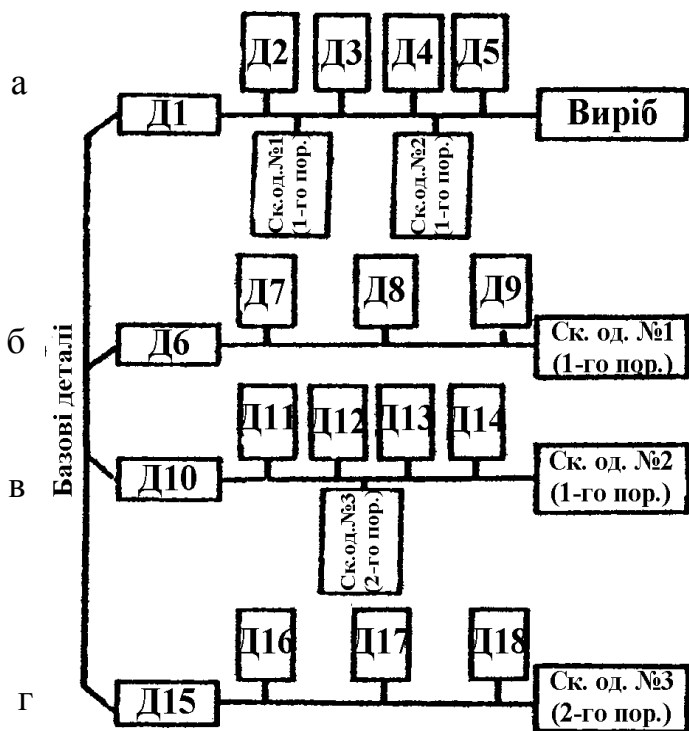 а
Д2
Д3
Д4
Д5
Д1
Виріб
Ск.од.№1
(1-го пор.)
Ск.од.№2
(1-го пор.)
Базові деталі
б
Д7
Д8
Д9
Д6
Ск. од. №1
(1-го пор.)
в
Д11
Д12
Д13
Д14
Д10
Ск. од. №2
(1-го пор.)
Ск.од.№3
(2-го пор.)
г
Д16
Д17
Д18
Д15
Ск. од. №3
(2-го пор.)